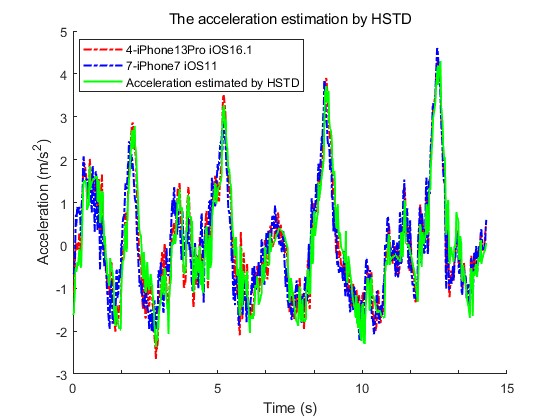 The acceleration estimation by HSTD
5
4
3
2
1
0
-1
-2
-3
Acceleration (m/s²)
4-iPhone13Pro iOS16.1
7-iPhone7 iOS11
Acceleration estimated by HSTD
0
5
10
15
Time (s)